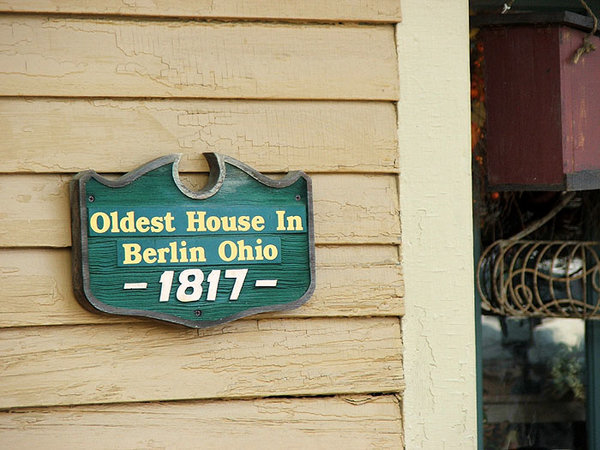 Oldest House In
Berlin Ohio
- 1817 -